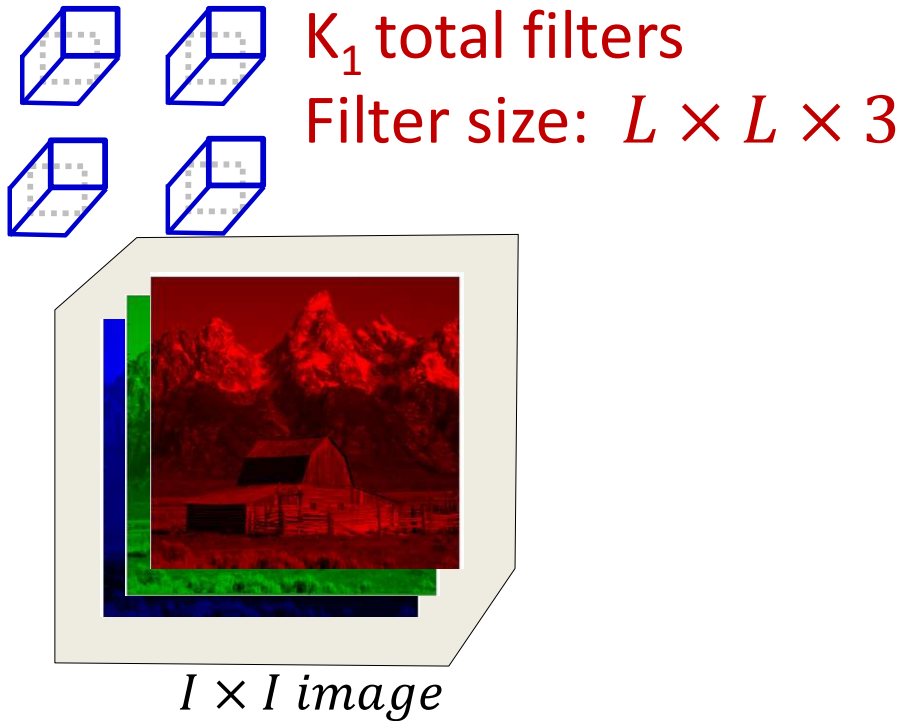 K₁ total filters
Filter size: L × L × 3
I × I image